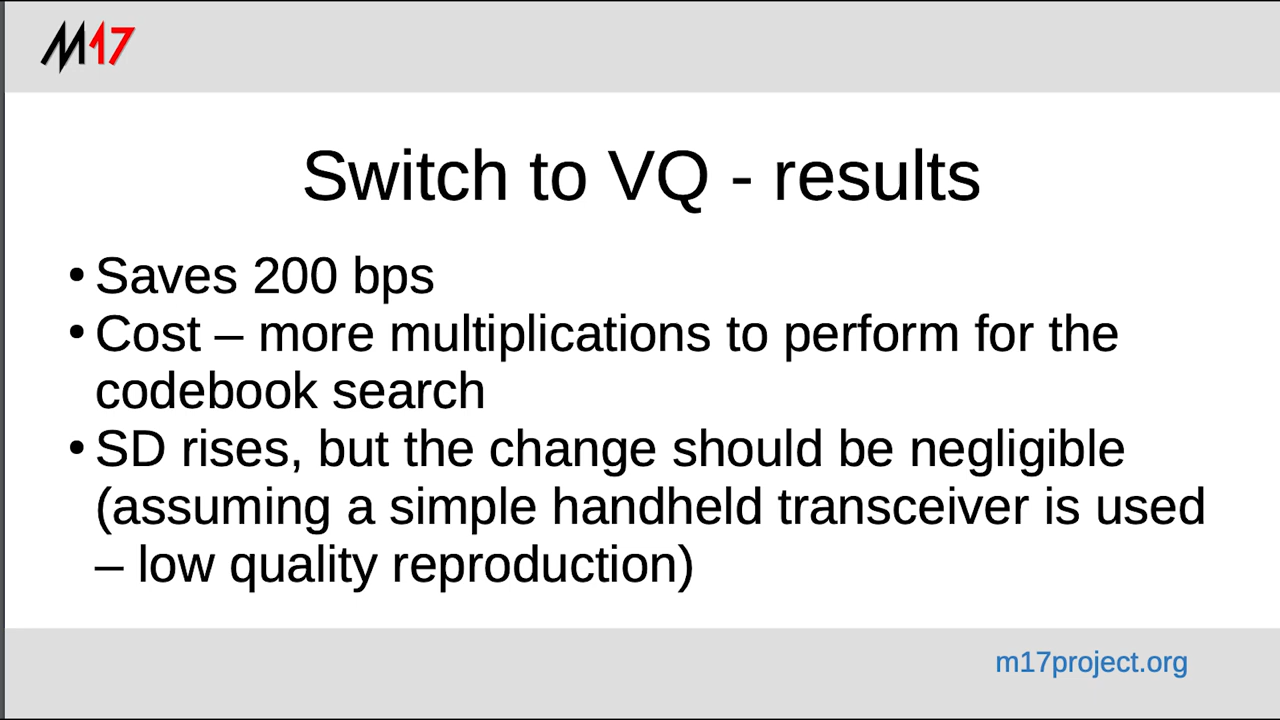 M17
Switch to VQ - results
• Saves 200 bps
• Cost – more multiplications to perform for the
codebook search
• SD rises, but the change should be negligible
(assuming a simple handheld transceiver is used
– low quality reproduction)
m17project.org